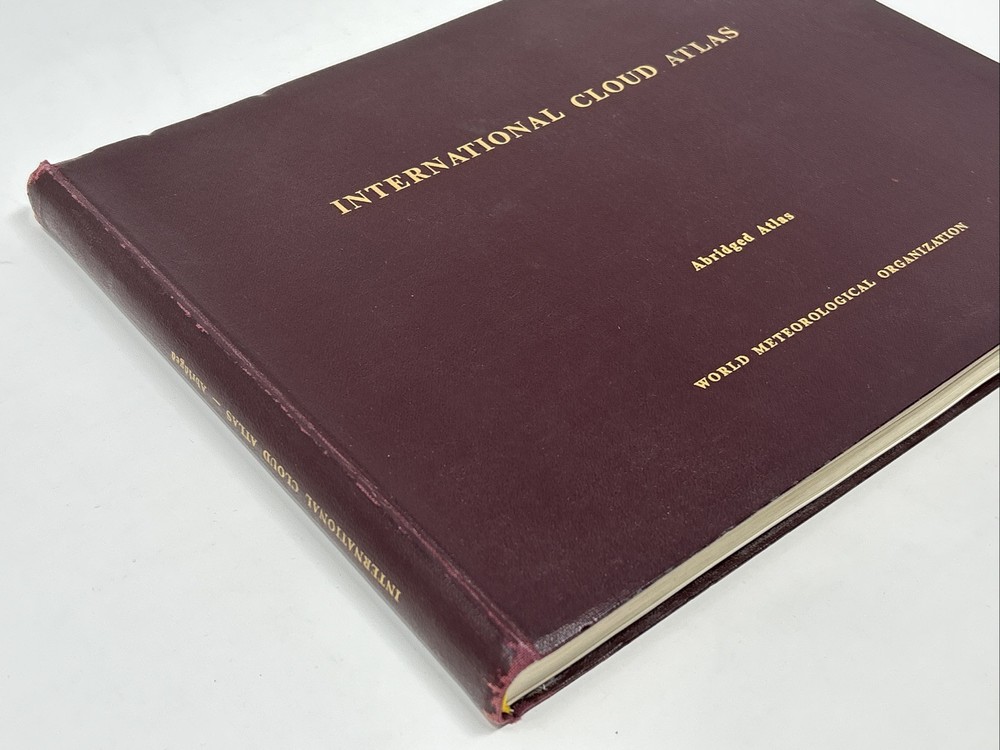 INTERNATIONAL CLOUD ATLAS
Abridged Atlas
WORLD METEOROLOGICAL ORGANIZATION
INTERNATIONAL CLOUD ATLAS — Abridged